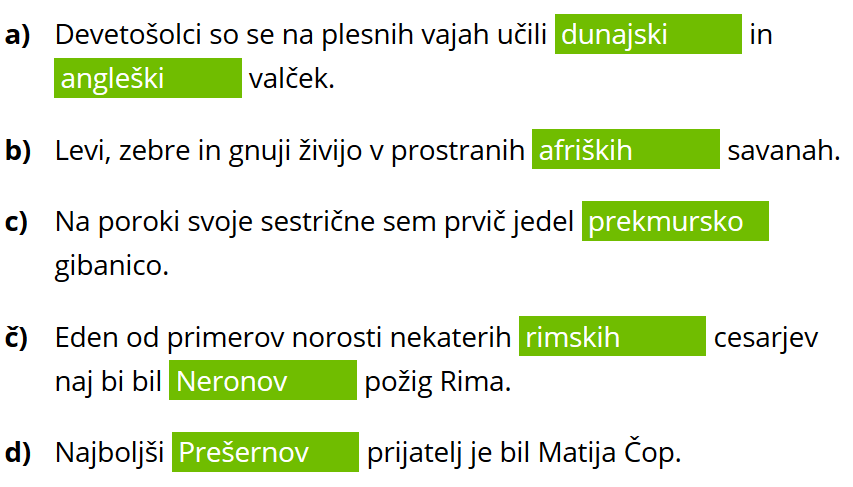 a) Devetošolci so se na plesnih vajah učili dunajski in
angleški valček.
b) Levi, zebre in gnuji živijo v prostranih afriških savanah.
c) Na poroki svoje sestrične sem prvič jedel prekmursko
gibanico.
č) Eden od primerov norosti nekaterih rimskih cesarjev
naj bi bil Neronov požig Rima.
d) Najboljši Prešernov prijatelj je bil Matija Čop.